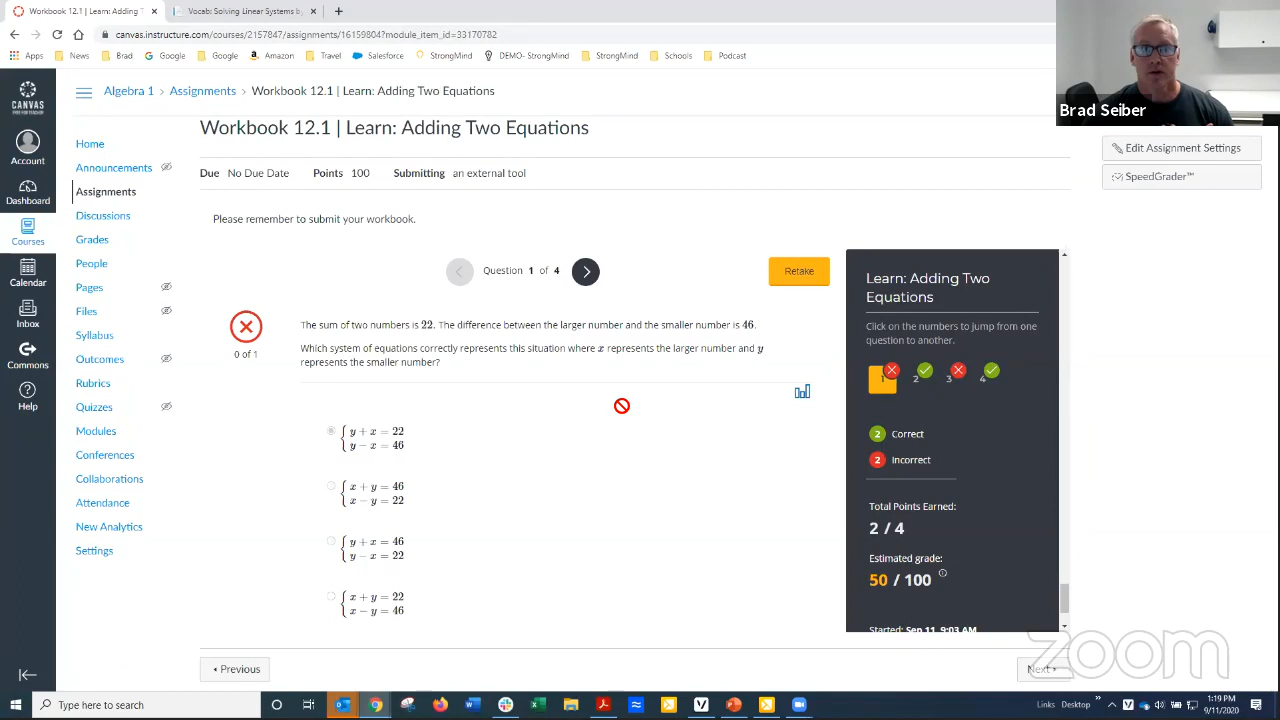 Workbook 12.1 | Learn: Adding T
Vocab: Solving Linear Systems by
canvas.instructure.com/courses/2157847/assignments/16159804?module_item_id=33170782
Apps News Brad Google Google Amazon Travel Salesforce StrongMind DEMO- StrongMind StrongMind Schools Podcast
Brad Seiber
CANVAS
FREE FOR TEACHER
Account
Dashboard
Courses
Calendar
Inbox
Commons
Help
Algebra 1 > Assignments > Workbook 12.1 | Learn: Adding Two Equations
Home
Announcements
Assignments
Discussions
Grades
People
Pages
Files
Syllabus
Outcomes
Rubrics
Quizzes
Modules
Conferences
Collaborations
Attendance
New Analytics
Settings
Workbook 12.1 | Learn: Adding Two Equations
Edit Assignment Settings
SpeedGrader™
Due No Due Date Points 100 Submitting an external tool
Please remember to submit your workbook.
Question 1 of 4
Retake
0 of 1
The sum of two numbers is 22. The difference between the larger number and the smaller number is 46.
Which system of equations correctly represents this situation where x represents the larger number and y
represents the smaller number?
y + x = 22
y − x = 46
x + y = 46
x − y = 22
y + x = 46
y − x = 22
x + y = 22
x − y = 46
Learn: Adding Two
Equations
Click on the numbers to jump from one
question to another.
1 2 3 4
2 Correct
2 Incorrect
Total Points Earned:
2 / 4
Estimated grade:
50 / 100
Started: Sep 11, 9:03 AM
Previous
Next
zoom
Type here to search
Links Desktop
1:19 PM
9/11/2020